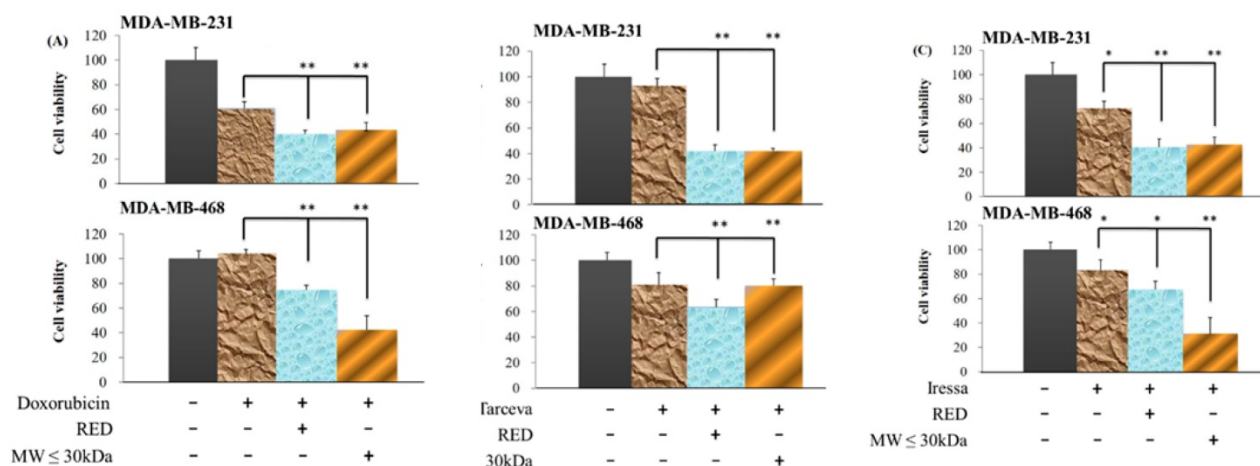 (A)
MDA-MB-231
Cell viability
120
100
80
60
40
20
0
** **
MDA-MB-468
Cell viability
120
100
80
60
40
20
0
** **
Doxorubicin − + + +
RED − − + −
MW ≤ 30kDa − − − +
MDA-MB-231
120
100
80
60
40
20
0
** **
MDA-MB-468
120
100
80
60
40
20
0
** **
Tarceva − + + +
RED − − + −
30kDa − − − +
(C)
MDA-MB-231
Cell viability
120
100
80
60
40
20
0
* ** **
MDA-MB-468
Cell viability
120
100
80
60
40
20
0
* * **
Iressa − + + +
RED − − + −
MW ≤ 30kDa − − − +